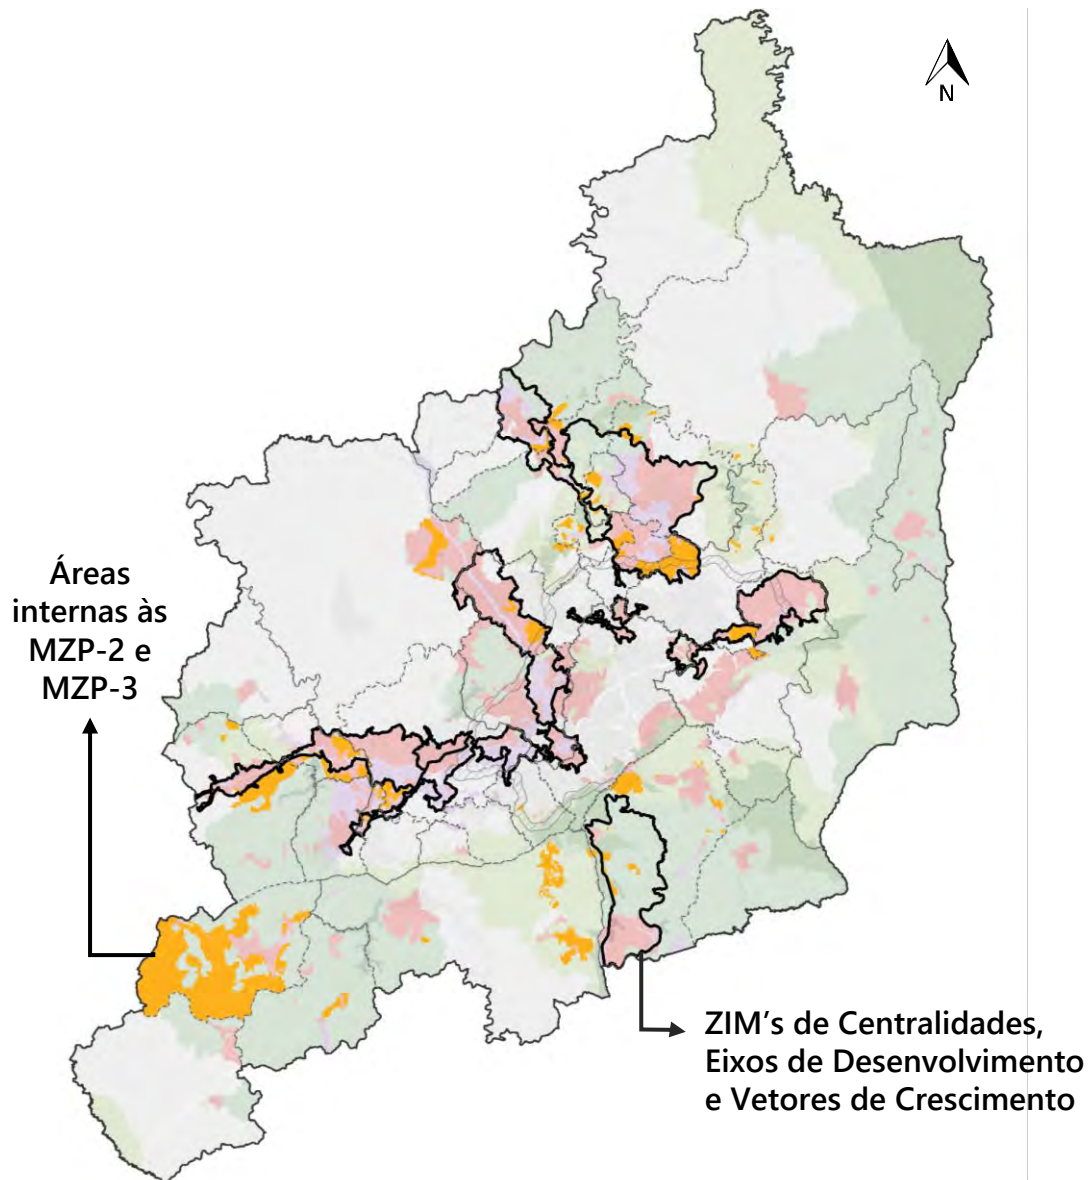 N
Áreas
internas às
MZP-2 e
MZP-3
ZIM's de Centralidades,
Eixos de Desenvolvimento
e Vetores de Crescimento